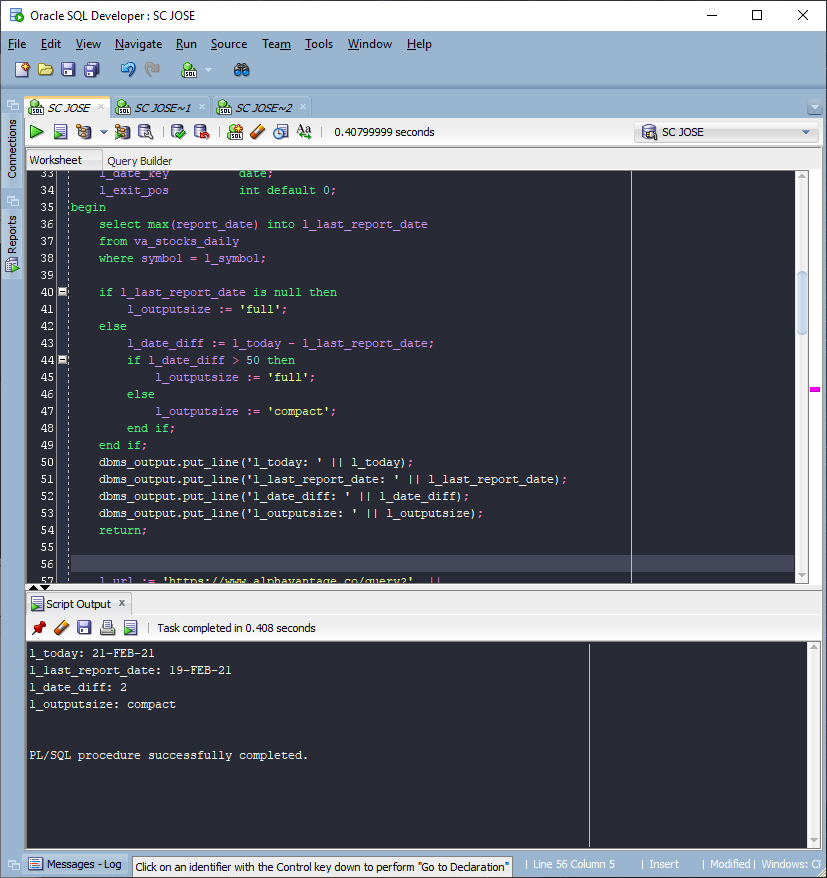 Oracle SQL Developer : SC JOSE
File Edit View Navigate Run Source Team Tools Window Help
SC JOSE SC JOSE~1 SC JOSE~2
0.40799999 seconds SC JOSE
Connections
Reports
Worksheet Query Builder
33 l_date_key date;
34 l_exit_pos int default 0;
35 begin
36 select max(report_date) into l_last_report_date
37 from va_stocks_daily
38 where symbol = l_symbol;
39
40 if l_last_report_date is null then
41 l_outputsize := 'full';
42 else
43 l_date_diff := l_today - l_last_report_date;
44 if l_date_diff > 50 then
45 l_outputsize := 'full';
46 else
47 l_outputsize := 'compact';
48 end if;
49 end if;
50 dbms_output.put_line('l_today: ' || l_today);
51 dbms_output.put_line('l_last_report_date: ' || l_last_report_date);
52 dbms_output.put_line('l_date_diff: ' || l_date_diff);
53 dbms_output.put_line('l_outputsize: ' || l_outputsize);
54 return;
55
56
57 l_url := 'https://www.alphavantage.co/query?' ||
Script Output
Task completed in 0.408 seconds
l_today: 21-FEB-21
l_last_report_date: 19-FEB-21
l_date_diff: 2
l_outputsize: compact
PL/SQL procedure successfully completed.
Messages - Log Click on an identifier with the Control key down to perform "Go to Declaration" | Line 56 Column 5 | Insert | Modified | Windows: CF